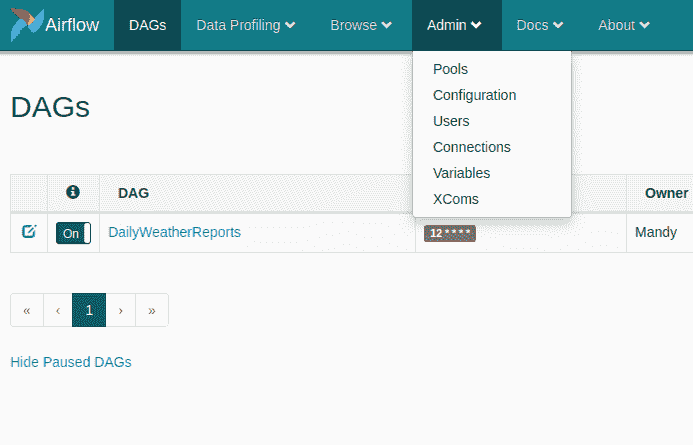 Airflow DAGs Data Profiling Browse Admin Docs About
Pools
Configuration
Users
Connections
Variables
XComs
DAGs
DAG Owner
On DailyWeatherReports 12 * * * * Mandy
« ‹ 1 › »
Hide Paused DAGs